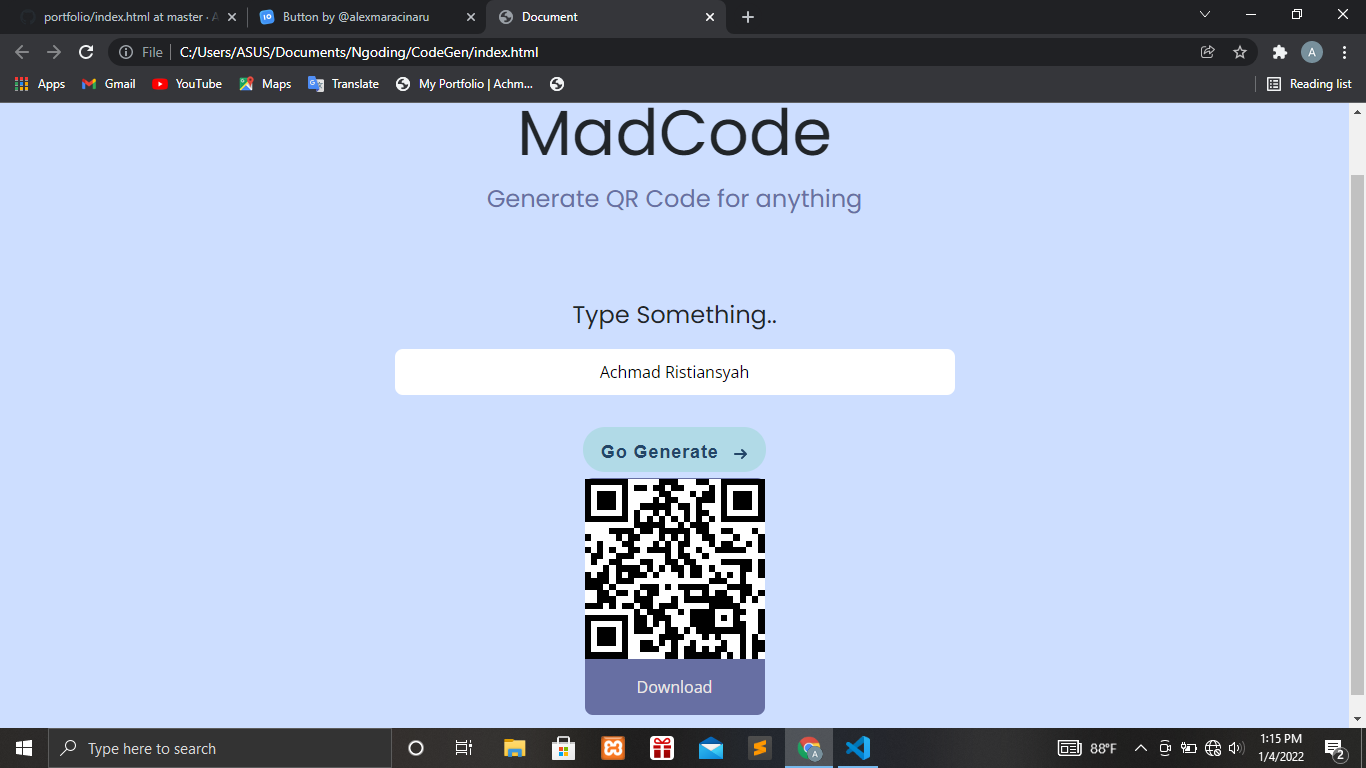 portfolio/index.html at master · A
Button by @alexmaracinaru
Document
File
C:/Users/ASUS/Documents/Ngoding/CodeGen/index.html
A
Apps
Gmail
YouTube
Maps
Translate
My Portfolio | Achm...
Reading list
MadCode
Generate QR Code for anything
Type Something..
Achmad Ristiansyah
Go Generate →
Download
Type here to search
88°F
1:15 PM
1/4/2022
2